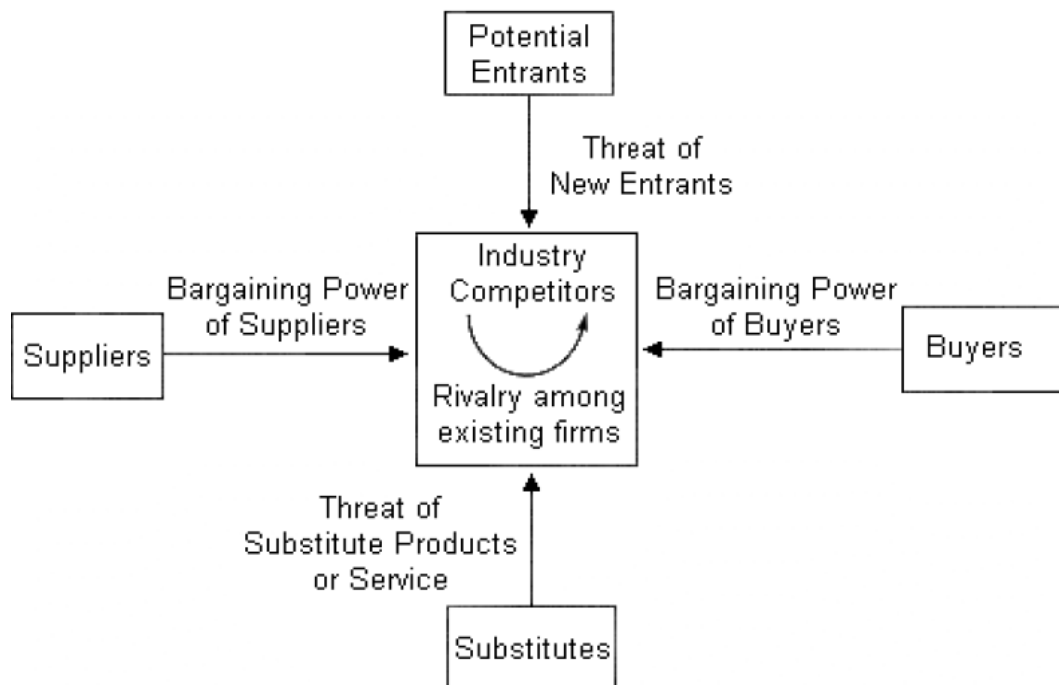 Potential
Entrants
Threat of
New Entrants
Industry
Competitors
Bargaining Power
of Suppliers
Bargaining Power
of Buyers
Suppliers
Buyers
Rivalry among
existing firms
Threat of
Substitute Products
or Service
Substitutes